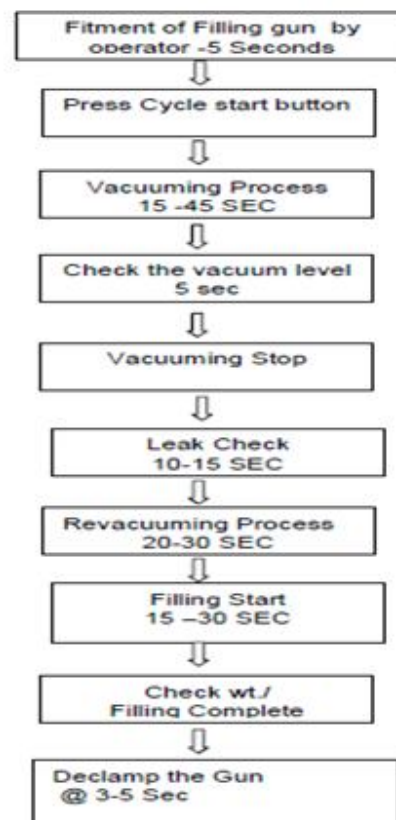 Fitment of Filling gun by
operator -5 Seconds
Press Cycle start button
Vacuuming Process
15 -45 SEC
Check the vacuum level
5 sec
Vacuuming Stop
Leak Check
10-15 SEC
Revacuuming Process
20-30 SEC
Filling Start
15 –30 SEC
Check wt./
Filling Complete
Declamp the Gun
@ 3-5 Sec